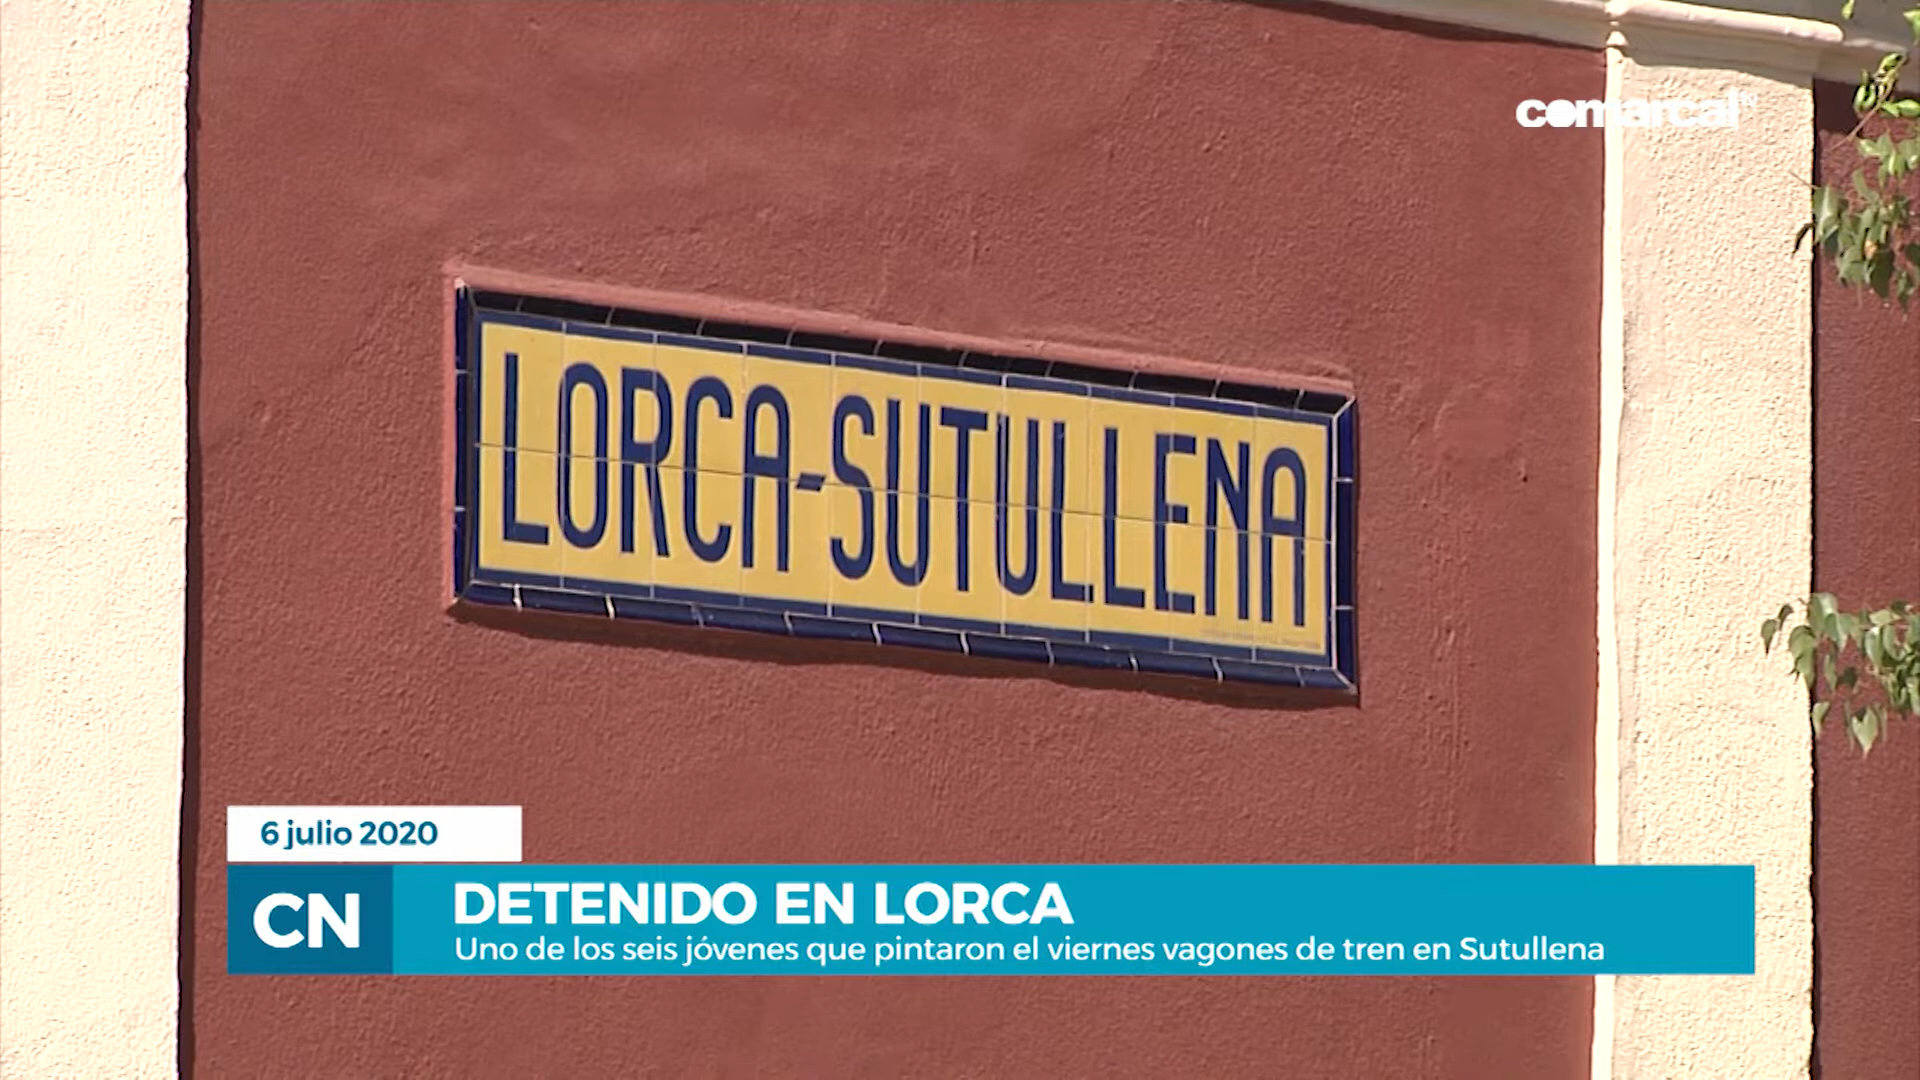 comarcal TV
LORCA-SUTULLENA
6 julio 2020
CN
DETENIDO EN LORCA
Uno de los seis jóvenes que pintaron el viernes vagones de tren en Sutullena